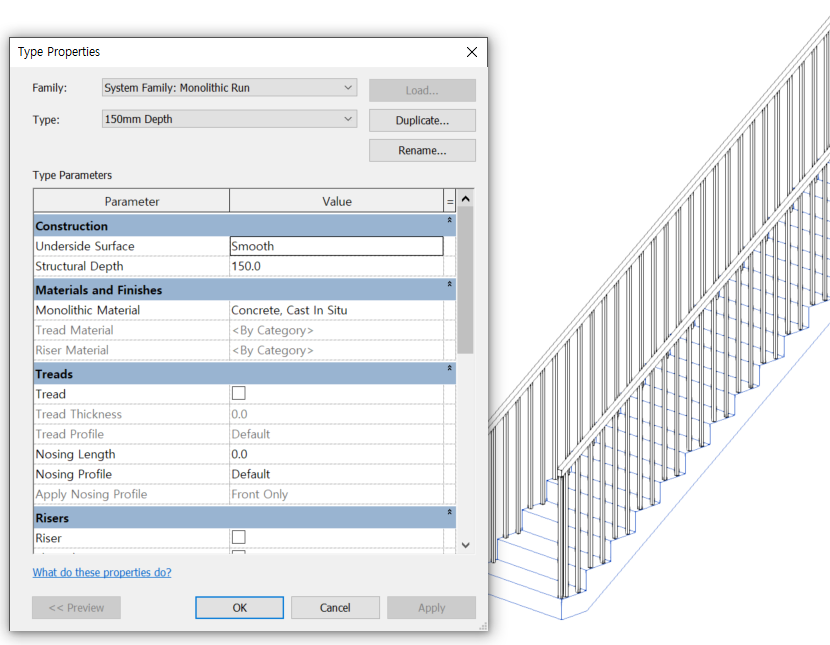 Type Properties
Family: System Family: Monolithic Run Load...
Type: 150mm Depth Duplicate...
Rename...
Type Parameters
Parameter Value =
Construction
Underside Surface Smooth
Structural Depth 150.0
Materials and Finishes
Monolithic Material Concrete, Cast In Situ
Tread Material <By Category>
Riser Material <By Category>
Treads
Tread
Tread Thickness 0.0
Tread Profile Default
Nosing Length 0.0
Nosing Profile Default
Apply Nosing Profile Front Only
Risers
Riser
What do these properties do?
<< Preview OK Cancel Apply